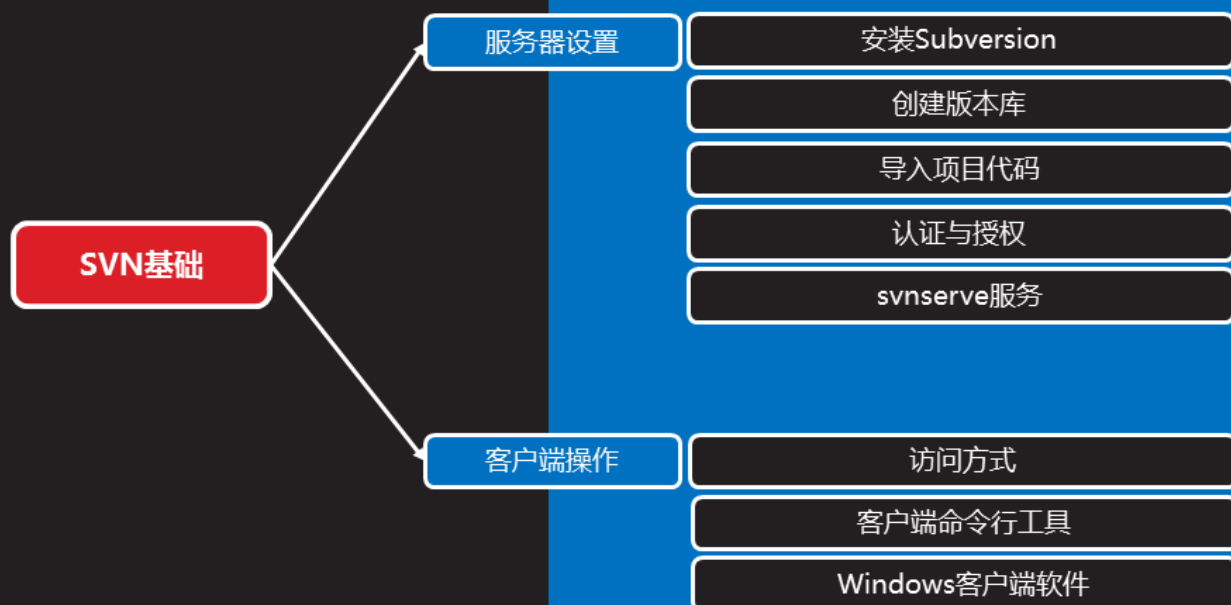 SVN基础
服务器设置
安装Subversion
创建版本库
导入项目代码
认证与授权
svnserve服务
客户端操作
访问方式
客户端命令行工具
Windows客户端软件